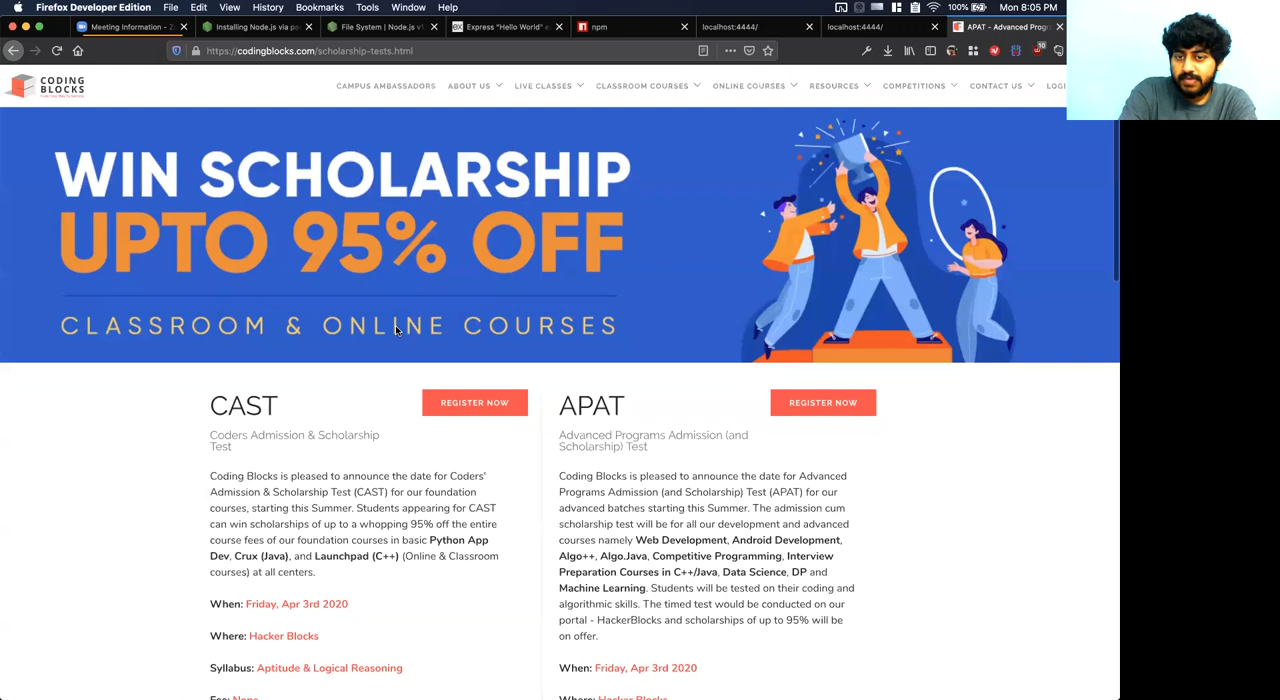 Firefox Developer Edition File Edit View History Bookmarks Tools Window Help 100% Mon 8:05 PM
Meeting Information - Z Installing Node.js via p File System | Node.js v1 Express "Hello World" e npm localhost:4444/ localhost:4444/ APAT - Advanced Progr
https://codingblocks.com/scholarship-tests.html 10
CODING
BLOCKS
CAMPUS AMBASSADORS ABOUT US LIVE CLASSES CLASSROOM COURSES ONLINE COURSES RESOURCES COMPETITIONS CONTACT US LOGI
WIN SCHOLARSHIP
UPTO 95% OFF
CLASSROOM & ONLINE COURSES
CAST
REGISTER NOW
Coders Admission & Scholarship
Test
Coding Blocks is pleased to announce the date for Coders'
Admission & Scholarship Test (CAST) for our foundation
courses, starting this Summer. Students appearing for CAST
can win scholarships of up to a whopping 95% off the entire
course fees of our foundation courses in basic Python App
Dev, Crux (Java), and Launchpad (C++) (Online & Classroom
courses) at all centers.
When: Friday, Apr 3rd 2020
Where: Hacker Blocks
Syllabus: Aptitude & Logical Reasoning
Fee: None
APAT
REGISTER NOW
Advanced Programs Admission (and
Scholarship) Test
Coding Blocks is pleased to announce the date for Advanced
Programs Admission (and Scholarship) Test (APAT) for our
advanced batches starting this Summer. The admission cum
scholarship test will be for all our development and advanced
courses namely Web Development, Android Development,
Algo++, Algo.Java, Competitive Programming, Interview
Preparation Courses in C++/Java, Data Science, DP and
Machine Learning. Students will be tested on their coding and
algorithmic skills. The timed test would be conducted on our
portal - HackerBlocks and scholarships of up to 95% will be
on offer.
When: Friday, Apr 3rd 2020
Where: Hacker Blocks